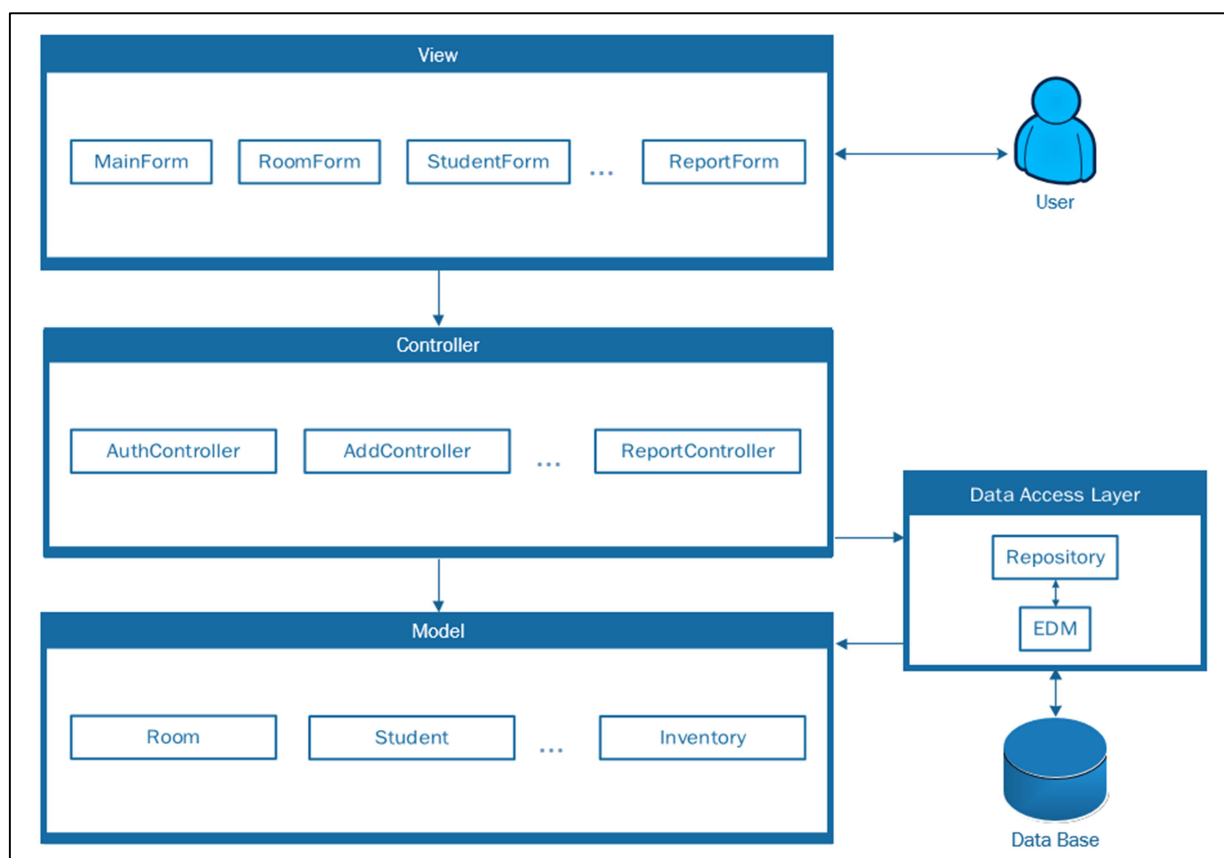 View
MainForm
RoomForm
StudentForm
...
ReportForm
User
Controller
AuthController
AddController
...
ReportController
Data Access Layer
Repository
EDM
Model
Room
Student
...
Inventory
Data Base